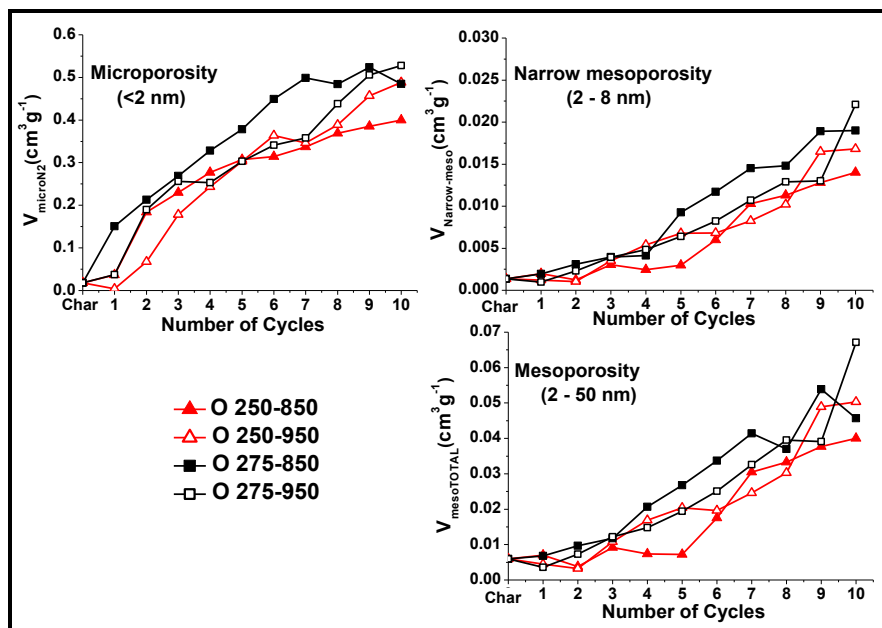 Microporosity
(<2 nm)
V_microN2 (cm³g⁻¹)
0.6
0.5
0.4
0.3
0.2
0.1
0.0
Char 1 2 3 4 5 6 7 8 9 10
Number of Cycles
Narrow mesoporosity
(2 - 8 nm)
V_Narrow-meso (cm³g⁻¹)
0.030
0.025
0.020
0.015
0.010
0.005
0.000
Char 1 2 3 4 5 6 7 8 9 10
Number of Cycles
O 250-850
O 250-950
O 275-850
O 275-950
Mesoporosity
(2 - 50 nm)
V_mesoTOTAL (cm³g⁻¹)
0.07
0.06
0.05
0.04
0.03
0.02
0.01
0.00
Char 1 2 3 4 5 6 7 8 9 10
Number of Cycles